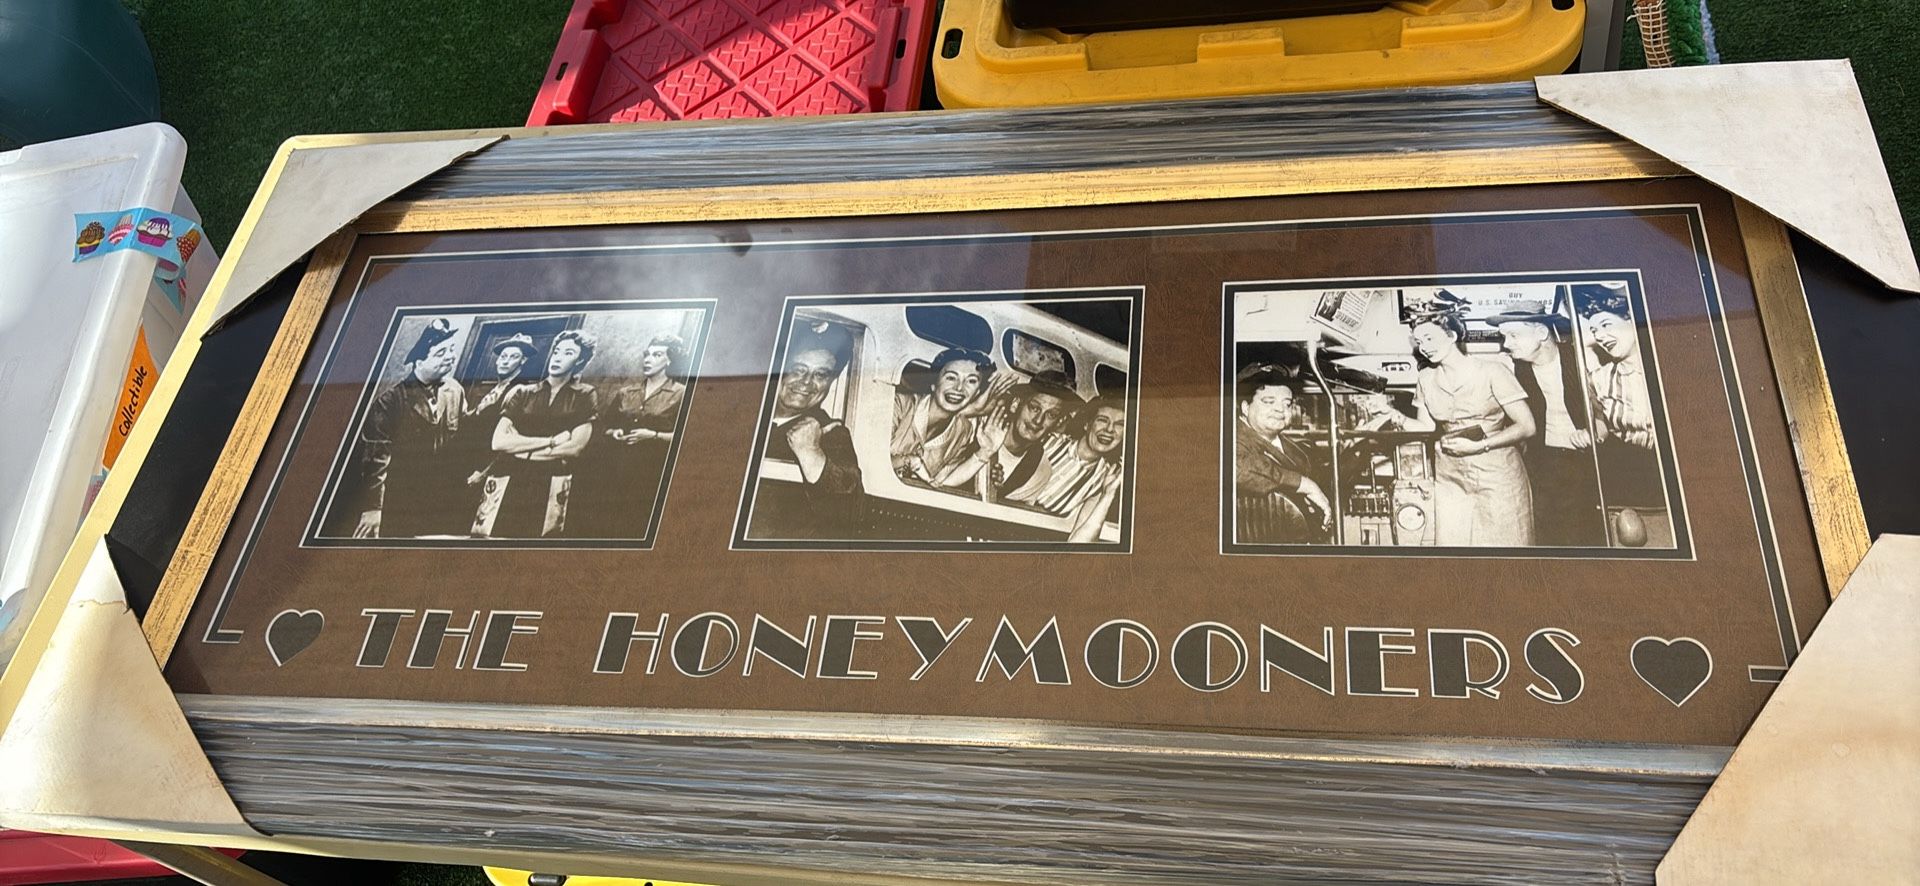 BUY
U.S. SAVINGS BONDS
Collectible
THE HONEYMOONERS